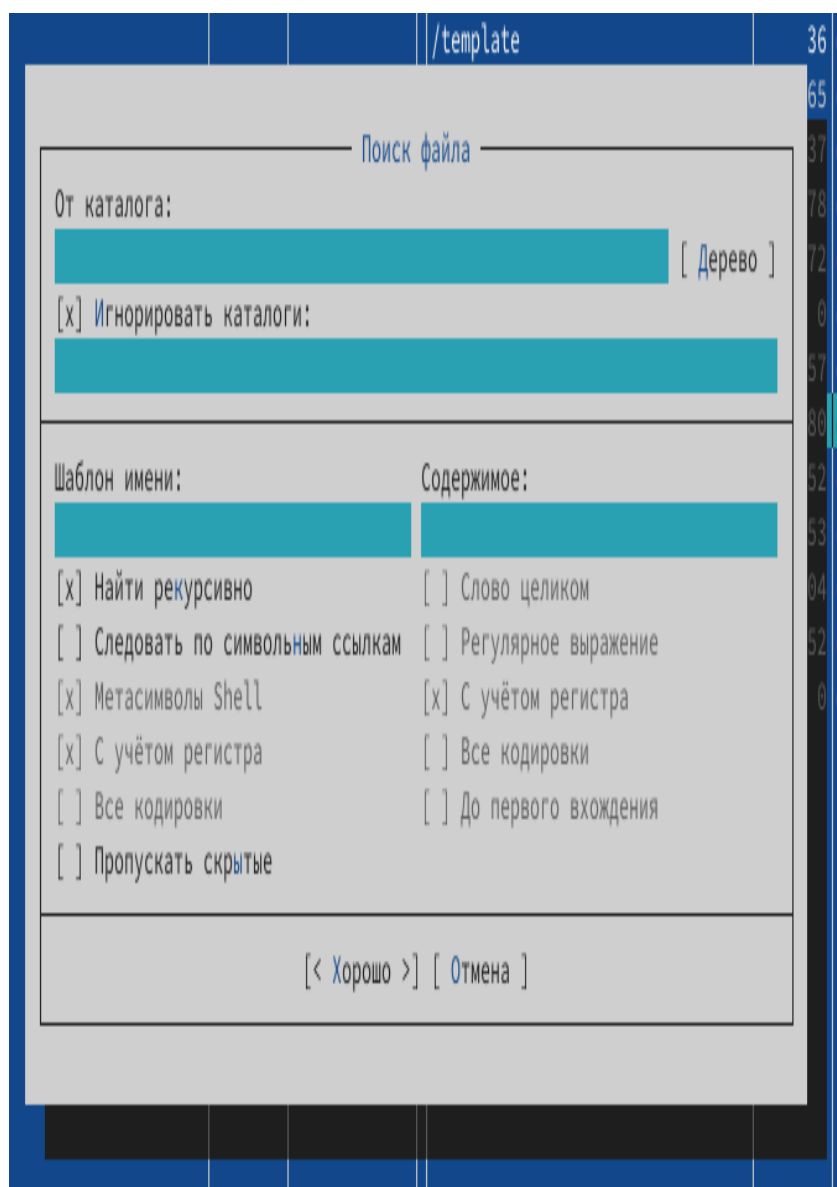 /template 36
65
Поиск файла 37
От каталога: 78
[ Дерево ] 72
[x] Игнорировать каталоги: 0
57
80
Шаблон имени: Содержимое: 52
53
[x] Найти рекурсивно [ ] Слово целиком 04
[ ] Следовать по символьным ссылкам [ ] Регулярное выражение 52
[x] Метасимволы Shell [x] С учётом регистра 0
[x] С учётом регистра [ ] Все кодировки
[ ] Все кодировки [ ] До первого вхождения
[ ] Пропускать скрытые
[< Хорошо >] [ Отмена ]